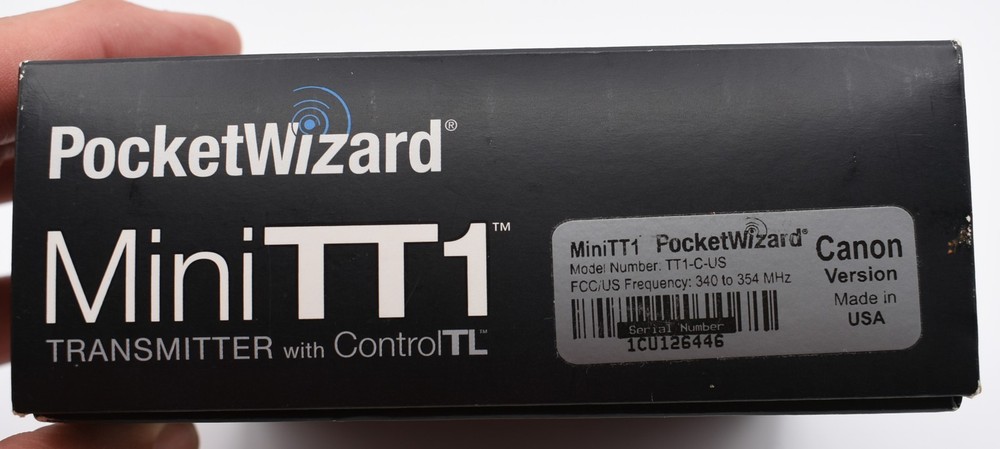 PocketWizard®
MiniTT1™
TRANSMITTER with ControlTL™
MiniTT1 PocketWizard®
Model Number: TT1-C-US
FCC/US Frequency: 340 to 354 MHz
Serial Number
1CU126446
Canon
Version
Made in
USA